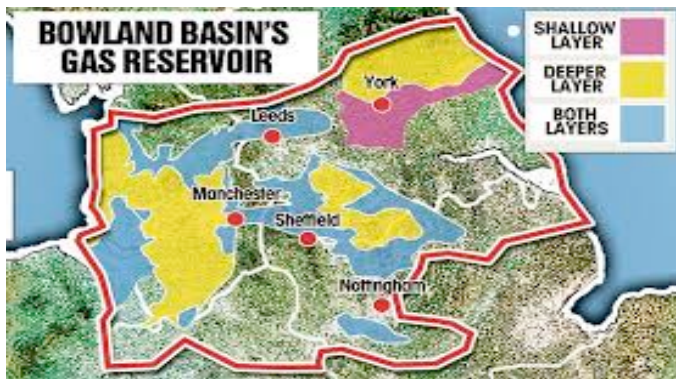 BOWLAND BASIN'S
GAS RESERVOIR
SHALLOW
LAYER
DEEPER
LAYER
BOTH
LAYERS
York
Leeds
Manchester
Sheffield
Nottingham